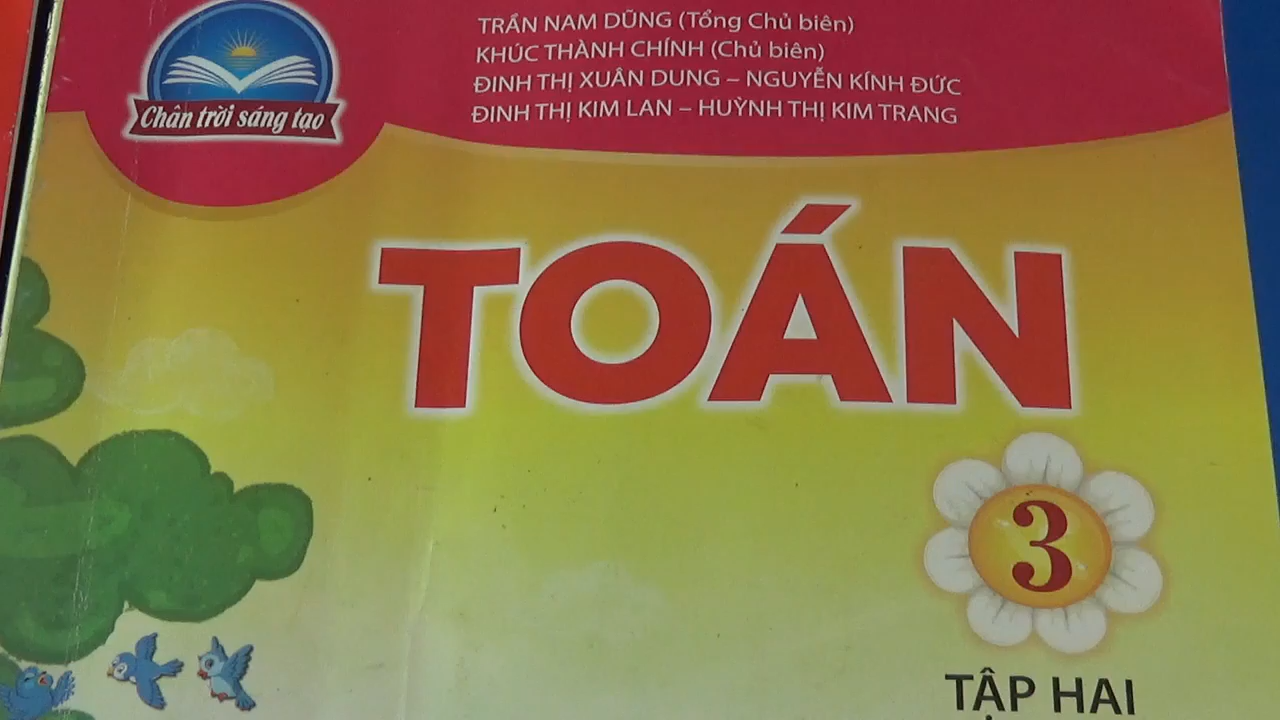 Chân trời sáng tạo
TRẦN NAM DŨNG (Tổng Chủ biên)
KHÚC THÀNH CHÍNH (Chủ biên)
ĐINH THỊ XUÂN DUNG – NGUYỄN KÍNH ĐỨC
ĐINH THỊ KIM LAN – HUỲNH THỊ KIM TRANG
TOÁN
3
TẬP HAI